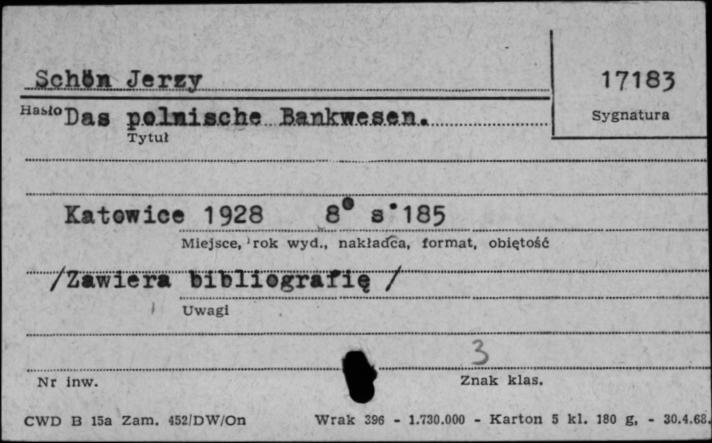 Schön Jerzy
17183
Hasło
Sygnatura
Das polnische Bankwesen.
Tytuł
Katowice 1928 8° s.185
Miejsce, rok wyd., nakładca, format, objętość
/Zawiera bibliografię /
Uwagi
3
Nr inw.
Znak klas.
CWD B 15a Zam. 452/DW/On Wrak 396 - 1.730.000 - Karton 5 kl. 180 g, - 30.4.68.